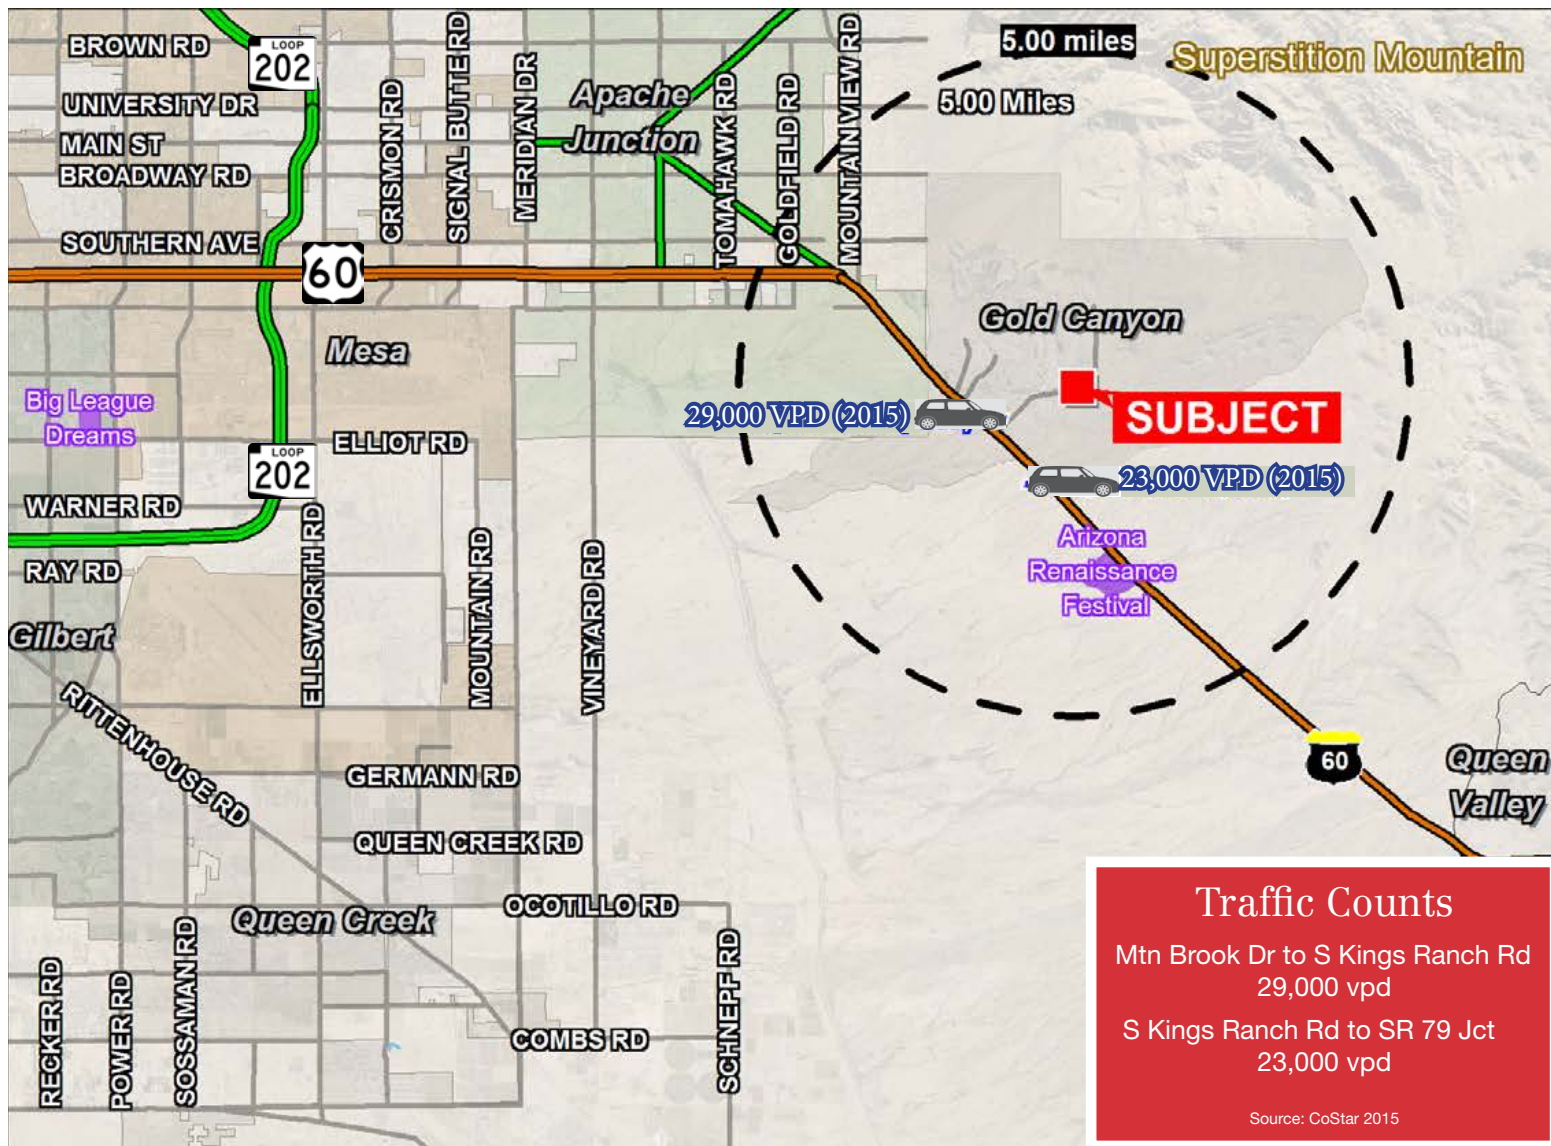 BROWN RD
LOOP
202
UNIVERSITY DR
MAIN ST
BROADWAY RD
SOUTHERN AVE
CRISMON RD
SIGNAL BUTTER RD
MERIDIAN DR
Apache
Junction
TOMAHAWK RD
GOLDFIELD RD
MOUNTAIN VIEW RD
5.00 miles
5.00 Miles
Superstition Mountain
60
Mesa
Gold Canyon
Big League
Dreams
29,000 VPD (2015)
SUBJECT
ELLIOT RD
LOOP
202
23,000 VPD (2015)
WARNER RD
Arizona
Renaissance
Festival
RAY RD
ELLSWORTH RD
MOUNTAIN RD
VINEYARD RD
Gilbert
RITTENHOUSE RD
60
Queen
Valley
GERMANN RD
QUEEN CREEK RD
OCOTILLO RD
Queen Creek
RECKER RD
POWER RD
SOSSAMAN RD
COMBS RD
SCHNEPF RD
Traffic Counts
Mtn Brook Dr to S Kings Ranch Rd
29,000 vpd
S Kings Ranch Rd to SR 79 Jct
23,000 vpd
Source: CoStar 2015